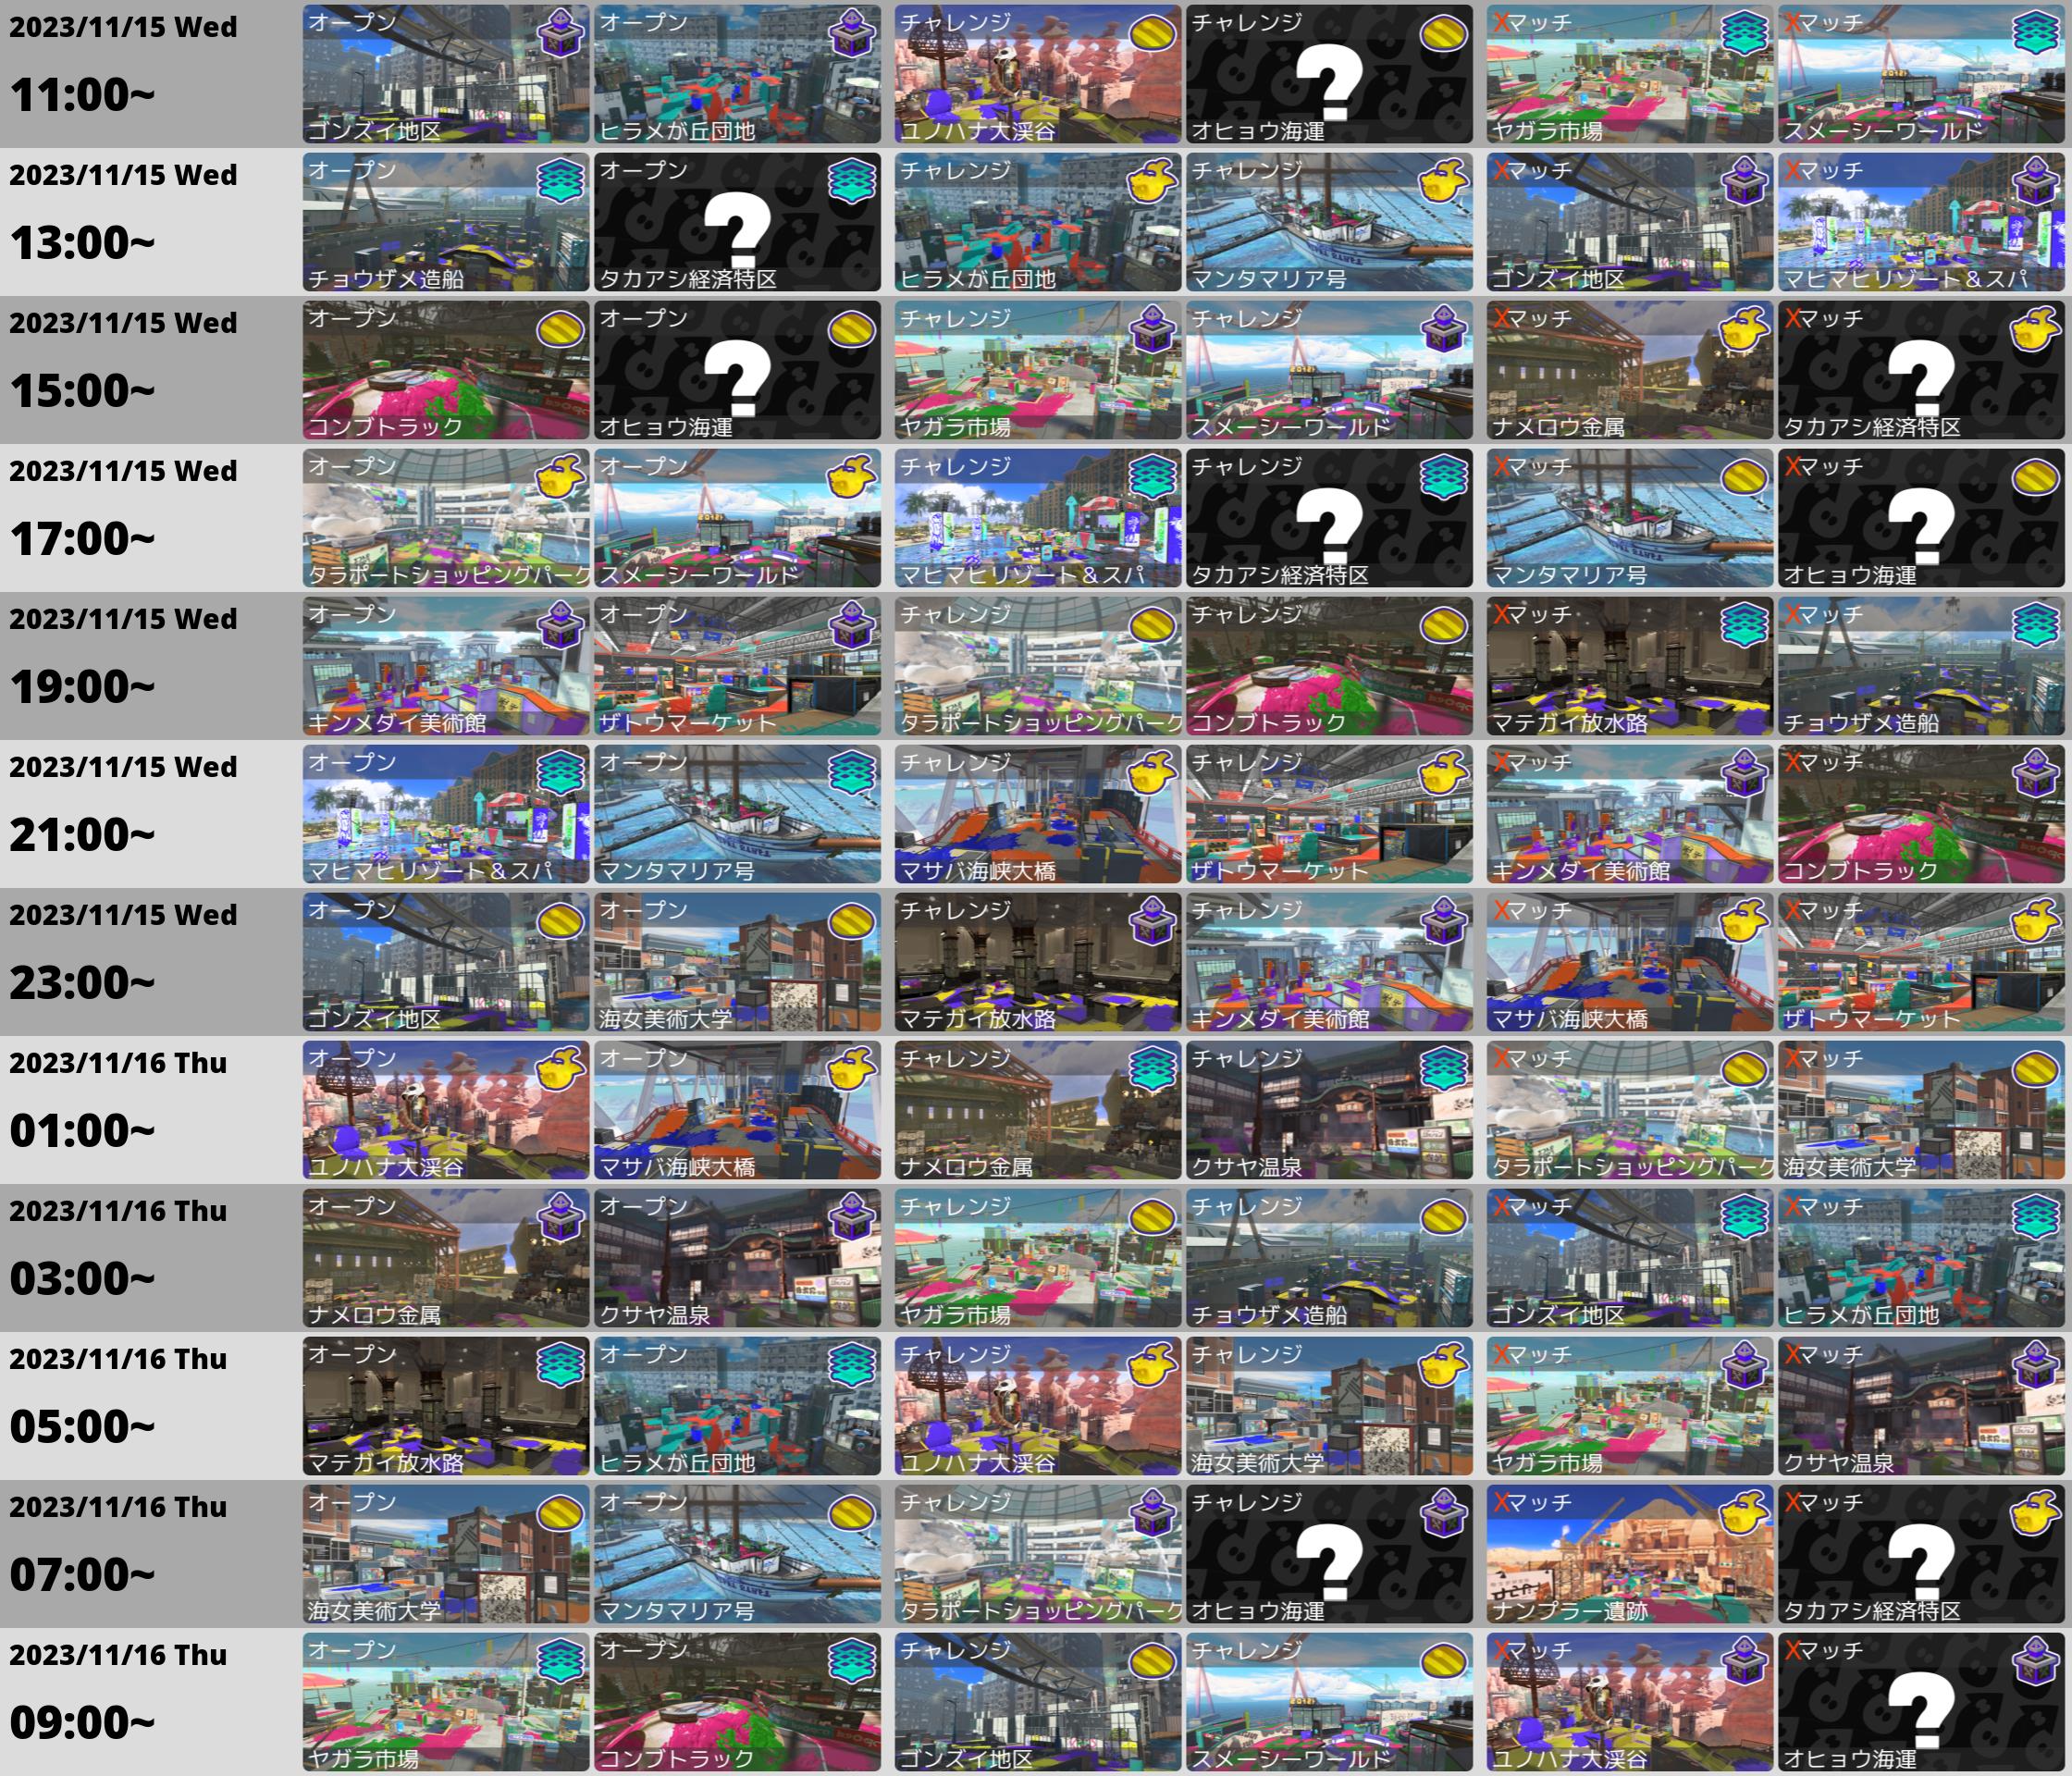 2023/11/15 Wed
11:00~
オープン
ゴンズイ地区
オープン
ヒラメが丘団地
チャレンジ
ユノハナ大渓谷
チャレンジ
オヒョウ海運
Xマッチ
ヤガラ市場
Xマッチ
スメーシーワールド
2023/11/15 Wed
13:00~
オープン
チョウザメ造船
オープン
タカアシ経済特区
チャレンジ
ヒラメが丘団地
チャレンジ
マンタマリア号
Xマッチ
ゴンズイ地区
Xマッチ
マヒマヒリゾート&スパ
2023/11/15 Wed
15:00~
オープン
コンブトラック
オープン
オヒョウ海運
チャレンジ
ヤガラ市場
チャレンジ
スメーシーワールド
Xマッチ
ナメロウ金属
Xマッチ
タカアシ経済特区
2023/11/15 Wed
17:00~
オープン
タラポートショッピングパーク
オープン
スメーシーワールド
チャレンジ
マヒマヒリゾート&スパ
チャレンジ
タカアシ経済特区
Xマッチ
マンタマリア号
Xマッチ
オヒョウ海運
2023/11/15 Wed
19:00~
オープン
キンメダイ美術館
オープン
ザトウマーケット
チャレンジ
タラポートショッピングパーク
チャレンジ
コンブトラック
Xマッチ
マテガイ放水路
Xマッチ
チョウザメ造船
2023/11/15 Wed
21:00~
オープン
マヒマヒリゾート&スパ
オープン
マンタマリア号
チャレンジ
マサバ海峡大橋
チャレンジ
ザトウマーケット
Xマッチ
キンメダイ美術館
Xマッチ
コンブトラック
2023/11/15 Wed
23:00~
オープン
ゴンズイ地区
オープン
海女美術大学
チャレンジ
マテガイ放水路
チャレンジ
キンメダイ美術館
Xマッチ
マサバ海峡大橋
Xマッチ
ザトウマーケット
2023/11/16 Thu
01:00~
オープン
ユノハナ大渓谷
オープン
マサバ海峡大橋
チャレンジ
ナメロウ金属
チャレンジ
クサヤ温泉
Xマッチ
タラポートショッピングパーク
Xマッチ
海女美術大学
2023/11/16 Thu
03:00~
オープン
ナメロウ金属
オープン
クサヤ温泉
チャレンジ
ヤガラ市場
チャレンジ
チョウザメ造船
Xマッチ
ゴンズイ地区
Xマッチ
ヒラメが丘団地
2023/11/16 Thu
05:00~
オープン
マテガイ放水路
オープン
ヒラメが丘団地
チャレンジ
ユノハナ大渓谷
チャレンジ
海女美術大学
Xマッチ
ヤガラ市場
Xマッチ
クサヤ温泉
2023/11/16 Thu
07:00~
オープン
海女美術大学
オープン
マンタマリア号
チャレンジ
タラポートショッピングパーク
チャレンジ
オヒョウ海運
Xマッチ
ナンプラー遺跡
Xマッチ
タカアシ経済特区
2023/11/16 Thu
09:00~
オープン
ヤガラ市場
オープン
コンブトラック
チャレンジ
ゴンズイ地区
チャレンジ
スメーシーワールド
Xマッチ
ユノハナ大渓谷
Xマッチ
オヒョウ海運